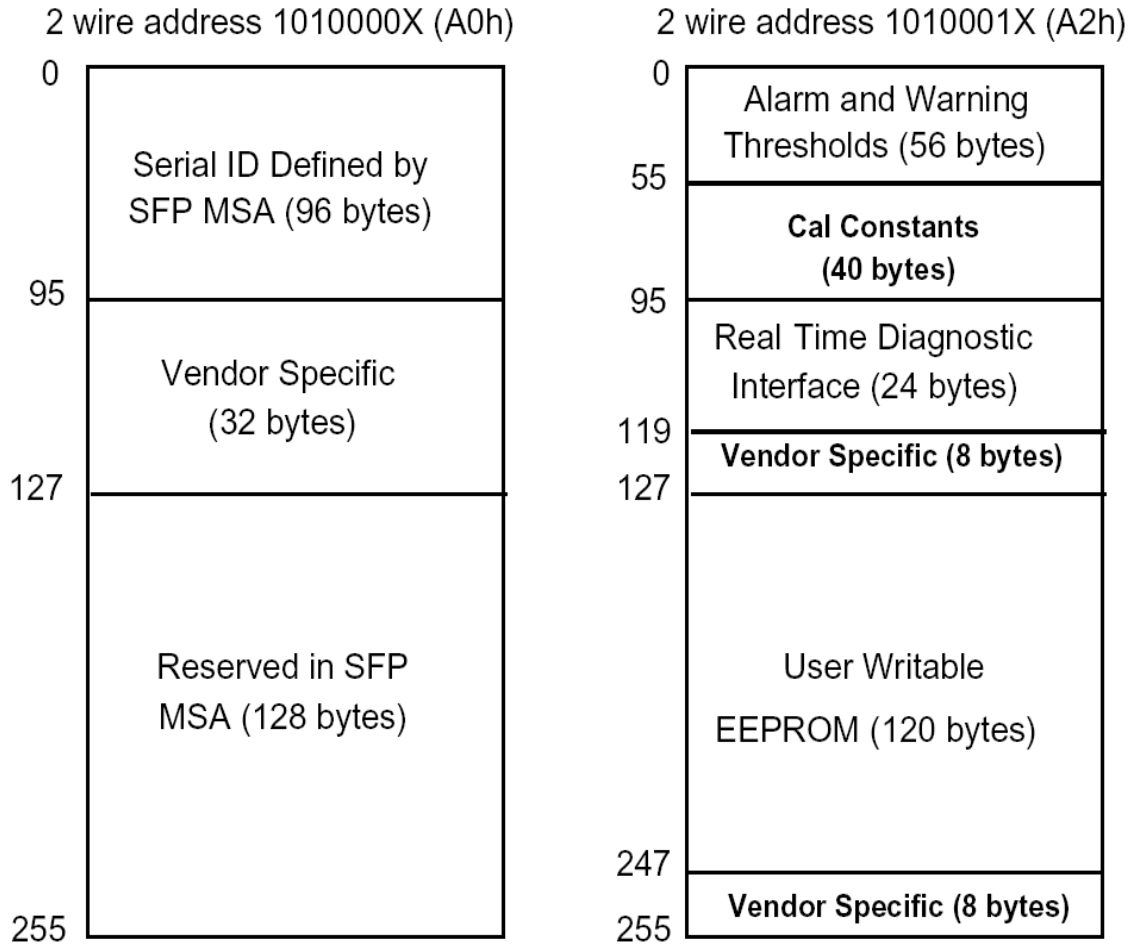 2 wire address 1010000X (A0h)
0
Serial ID Defined by
SFP MSA (96 bytes)
95
Vendor Specific
(32 bytes)
127
Reserved in SFP
MSA (128 bytes)
255
2 wire address 1010001X (A2h)
0
Alarm and Warning
Thresholds (56 bytes)
55
Cal Constants
(40 bytes)
95
Real Time Diagnostic
Interface (24 bytes)
119
Vendor Specific (8 bytes)
127
User Writable
EEPROM (120 bytes)
247
Vendor Specific (8 bytes)
255